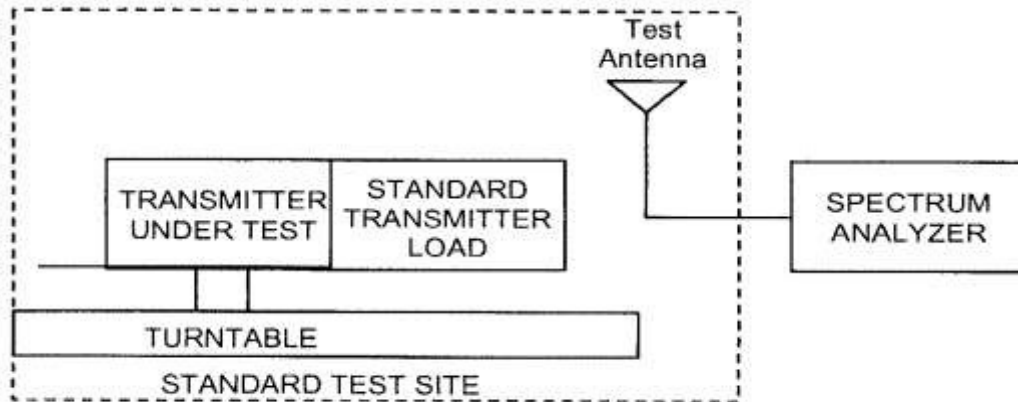 Test
Antenna
TRANSMITTER
UNDER TEST
STANDARD
TRANSMITTER
LOAD
SPECTRUM
ANALYZER
TURNTABLE
STANDARD TEST SITE